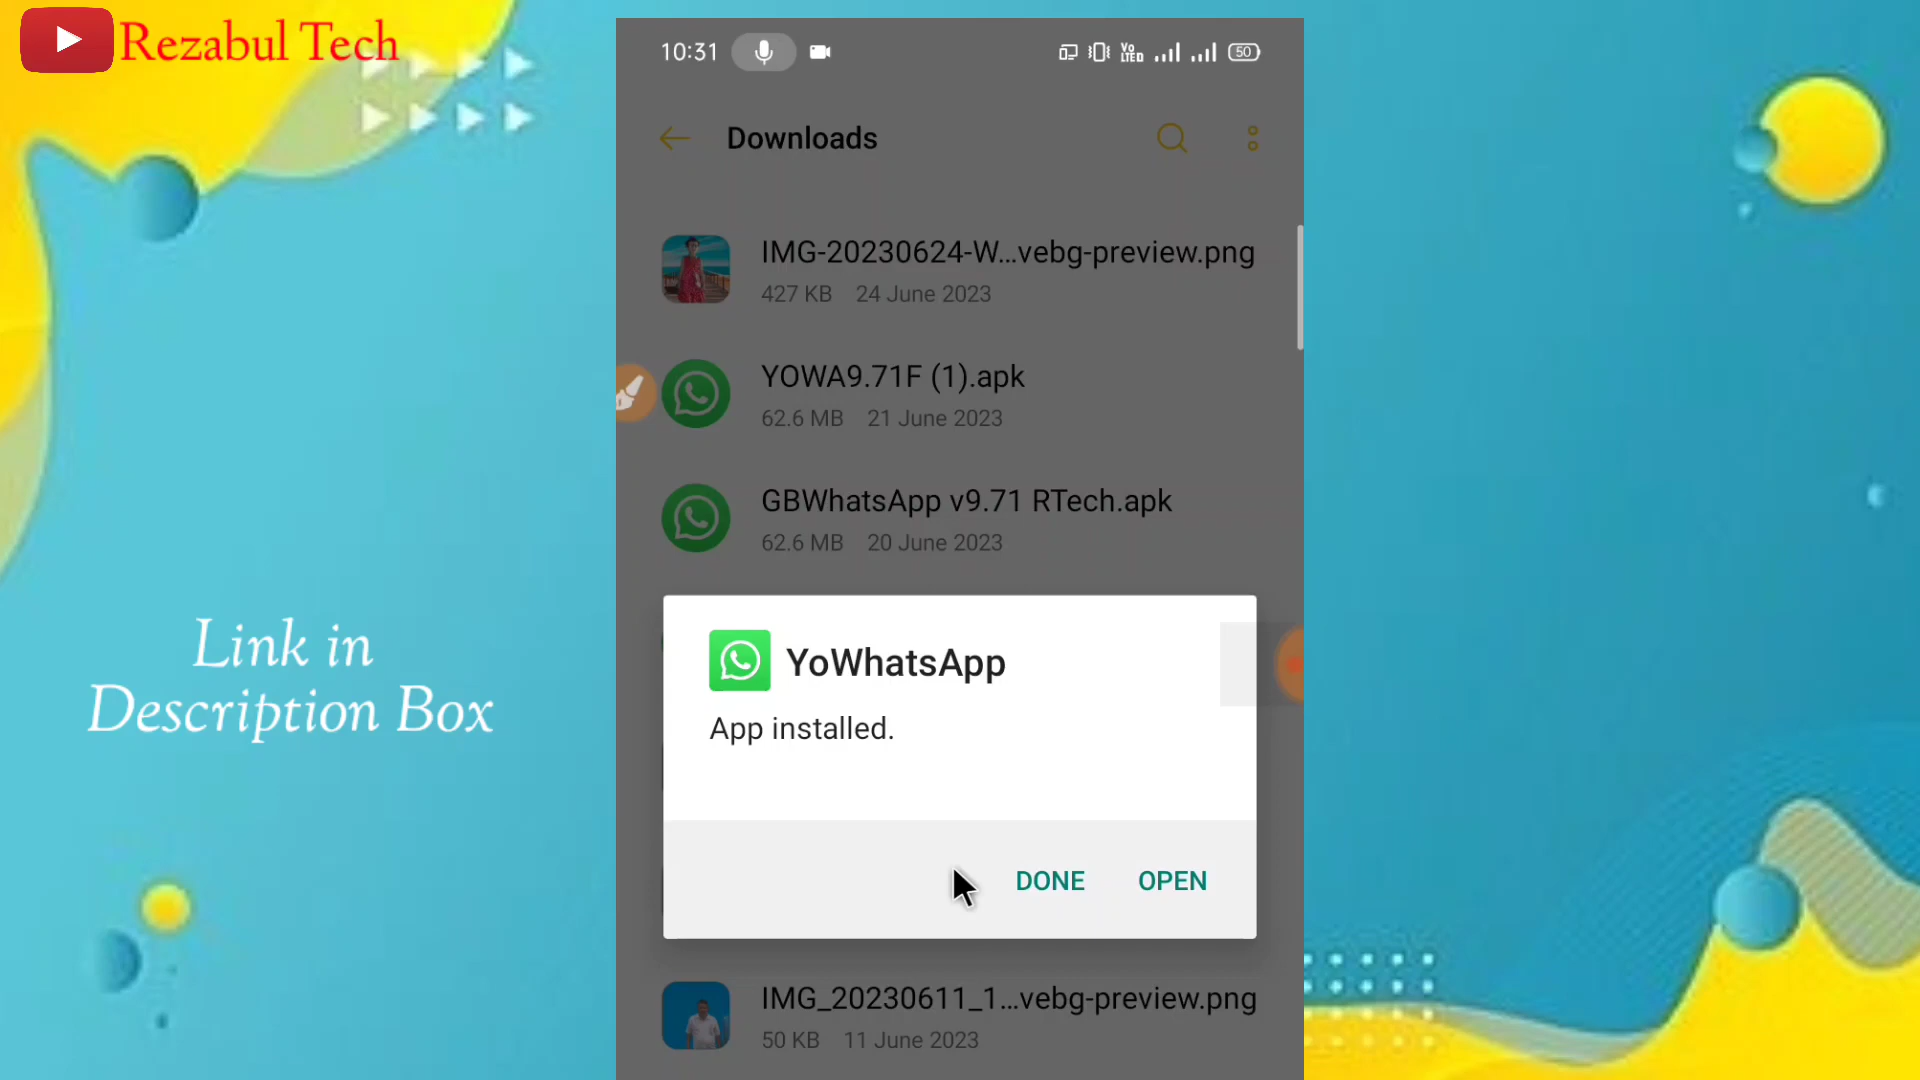 Rezabul Tech
10:31
Vo
LTED
50
Downloads
IMG-20230624-W...vebg-preview.png
427 KB 24 June 2023
YOWA9.71F (1).apk
62.6 MB 21 June 2023
GBWhatsApp v9.71 RTech.apk
62.6 MB 20 June 2023
YoWhatsApp
App installed.
DONE OPEN
IMG_20230611_1...vebg-preview.png
50 KB 11 June 2023
Link in
Description Box